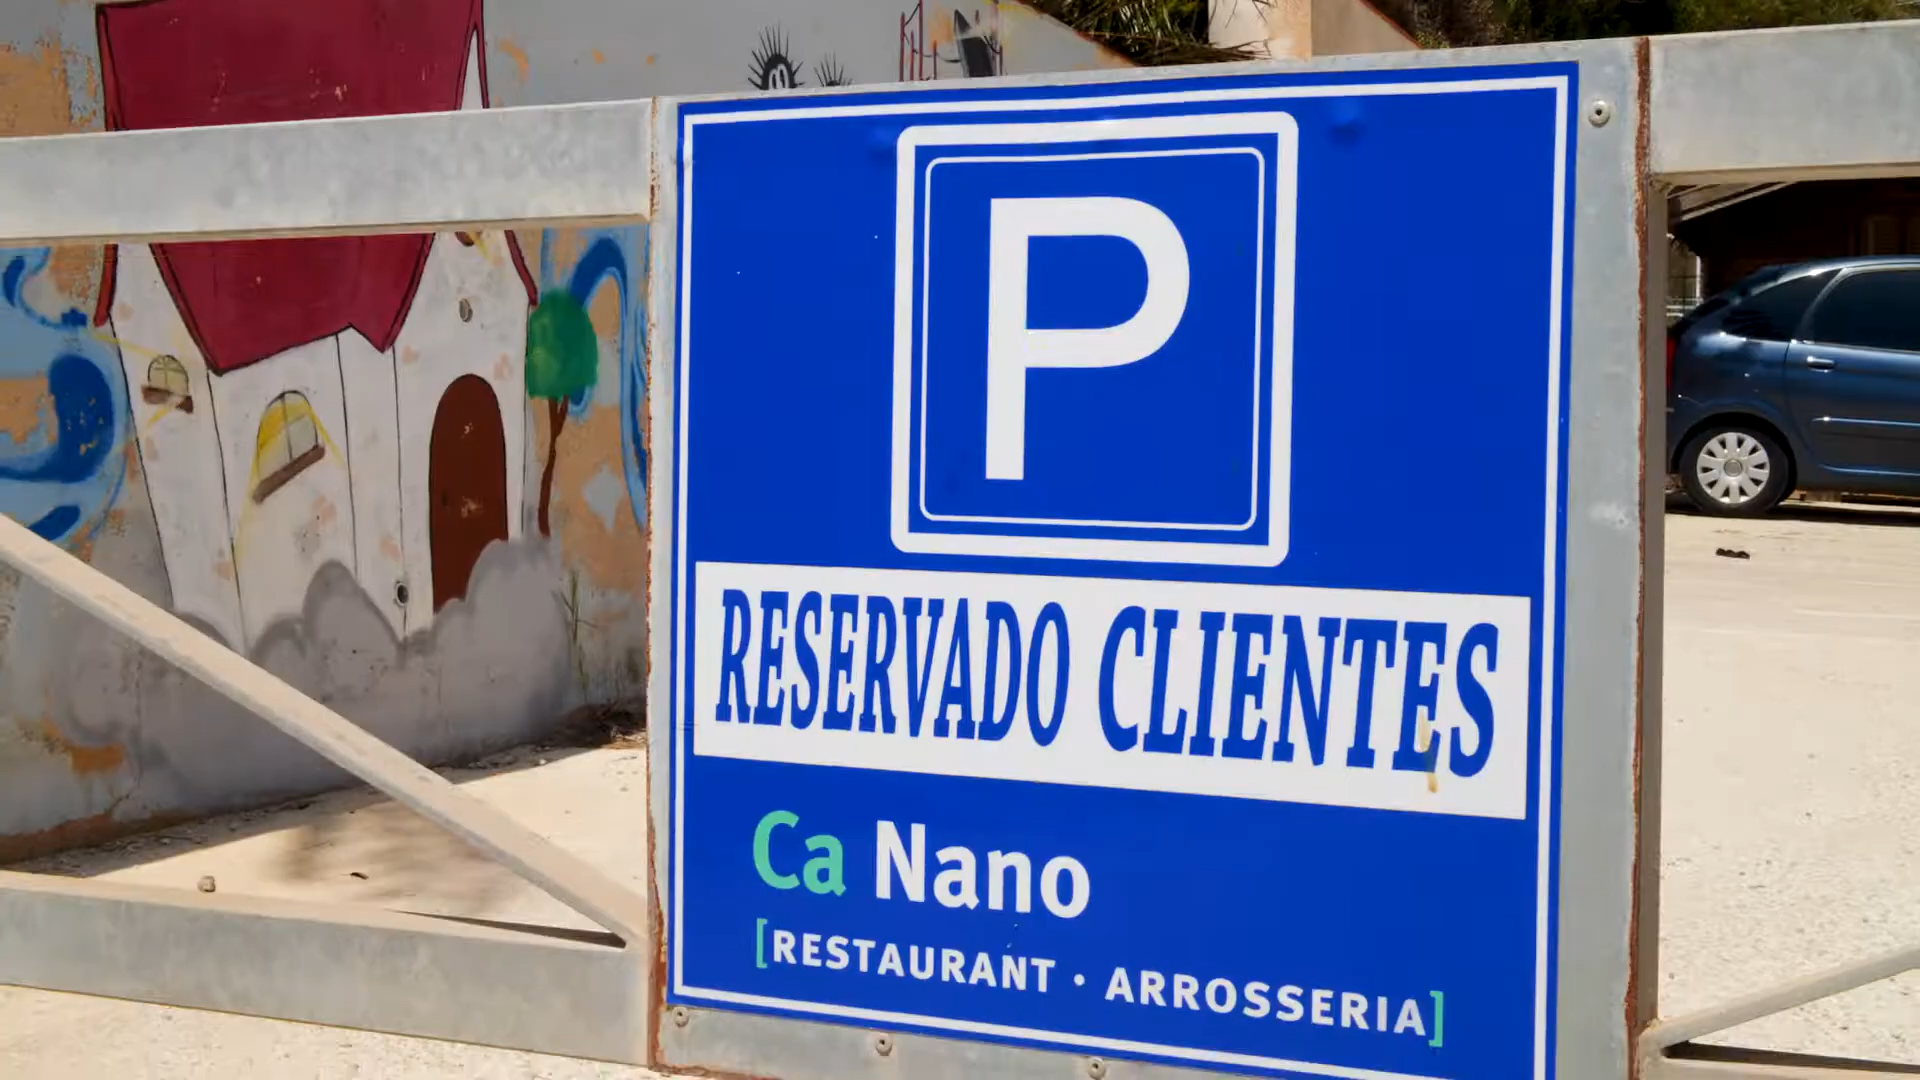 P
RESERVADO CLIENTES
Ca Nano
[RESTAURANT · ARROSSERIA]